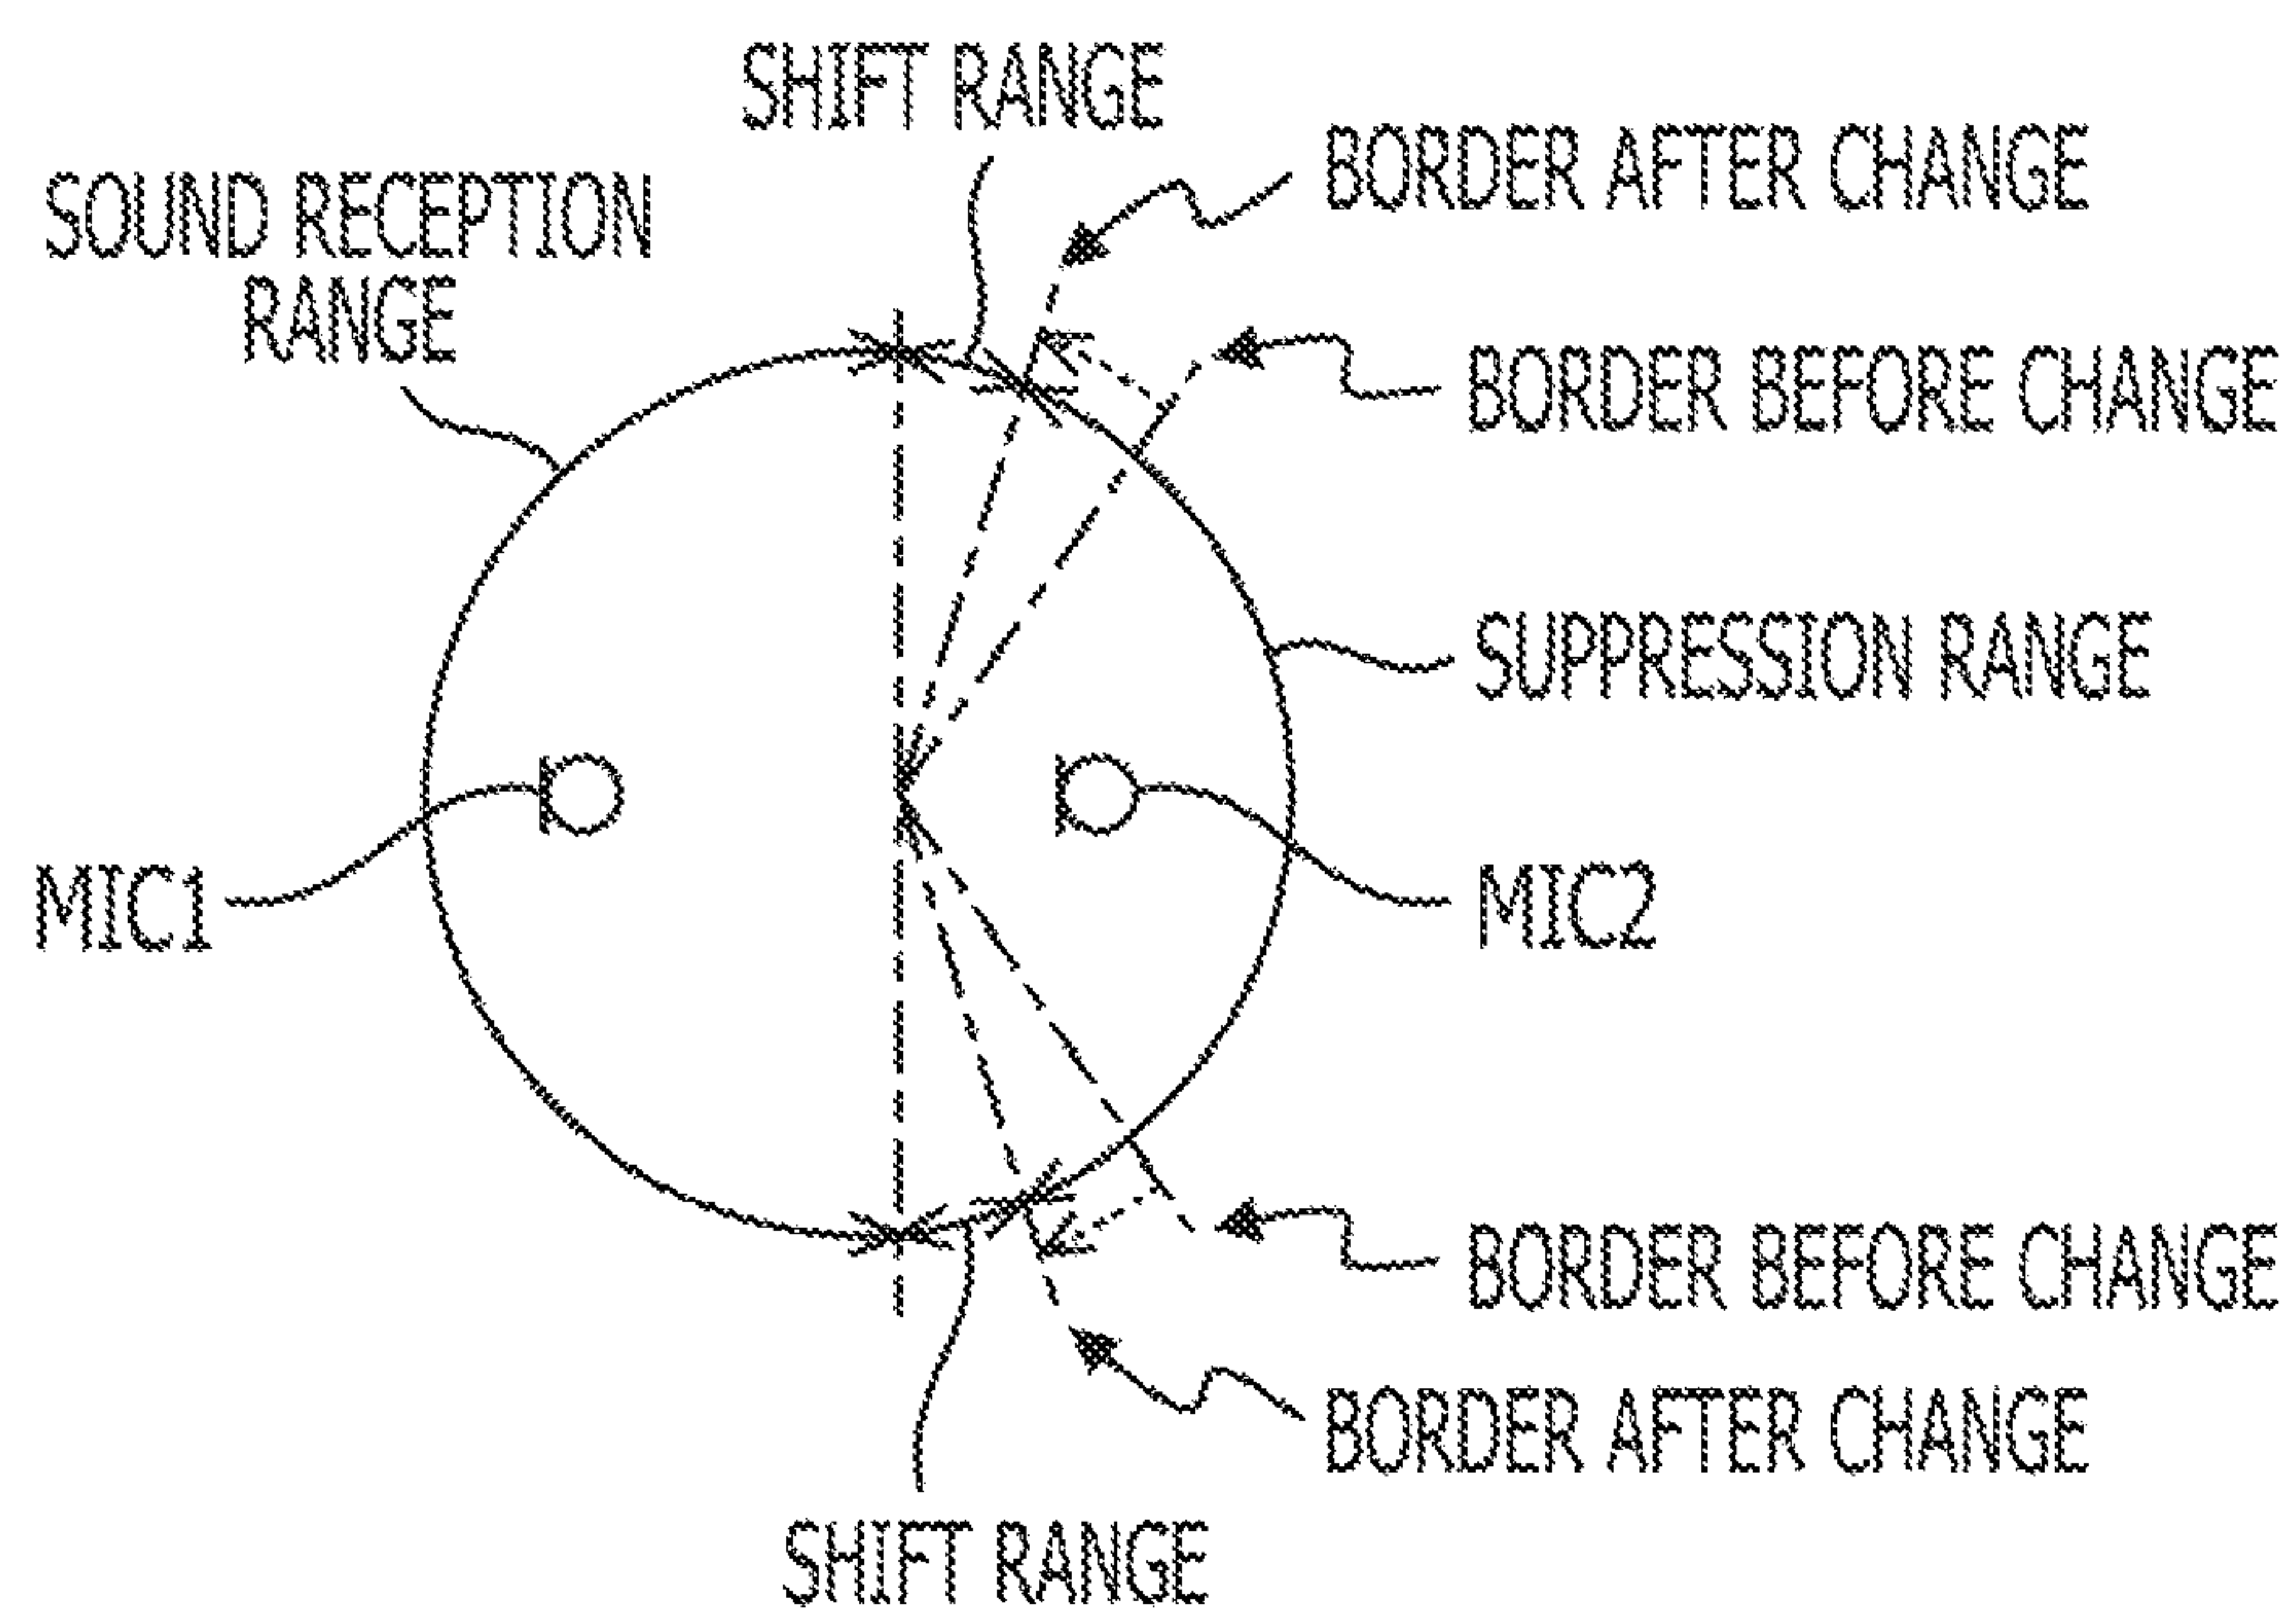 SHIFT RANGE
BORDER AFTER CHANGE
SOUND RECEPTION
RANGE
BORDER BEFORE CHANGE
SUPPRESSION RANGE
MIC1
MIC2
BORDER BEFORE CHANGE
BORDER AFTER CHANGE
SHIFT RANGE